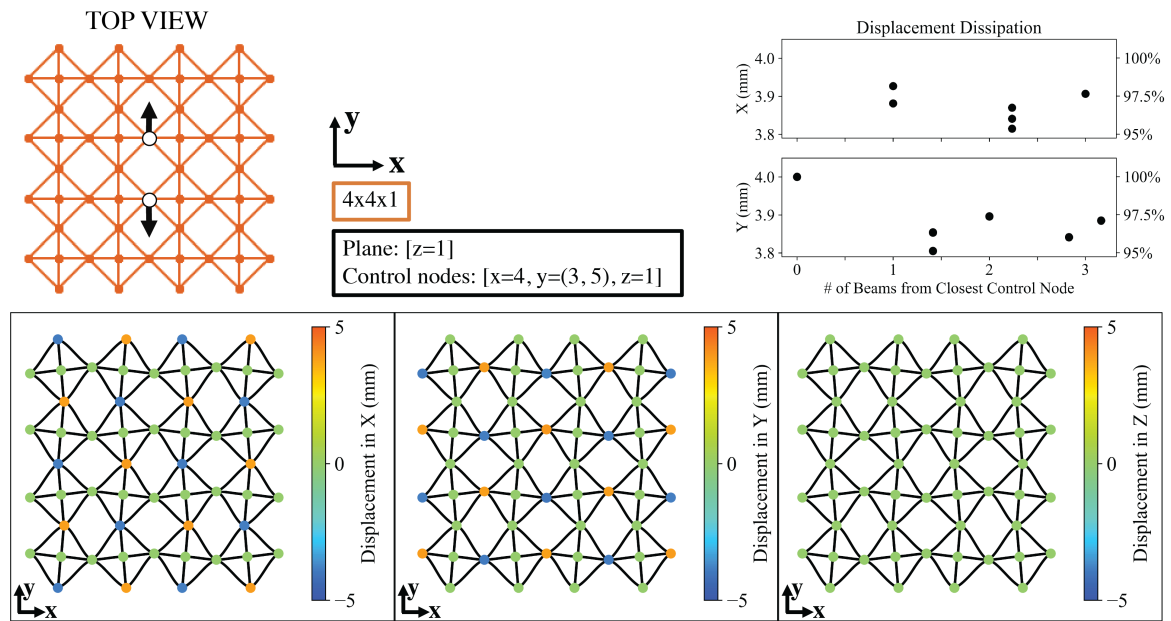 TOP VIEW
y
x
4x4x1
Plane: [z=1]
Control nodes: [x=4, y=(3, 5), z=1]
Displacement Dissipation
X (mm)
4.0
3.9
3.8
100%
97.5%
95%
Y (mm)
4.0
3.9
3.8
100%
97.5%
95%
0
1
2
3
# of Beams from Closest Control Node
y
x
Displacement in X (mm)
5
0
−5
y
x
Displacement in Y (mm)
5
0
−5
y
x
Displacement in Z (mm)
5
0
−5